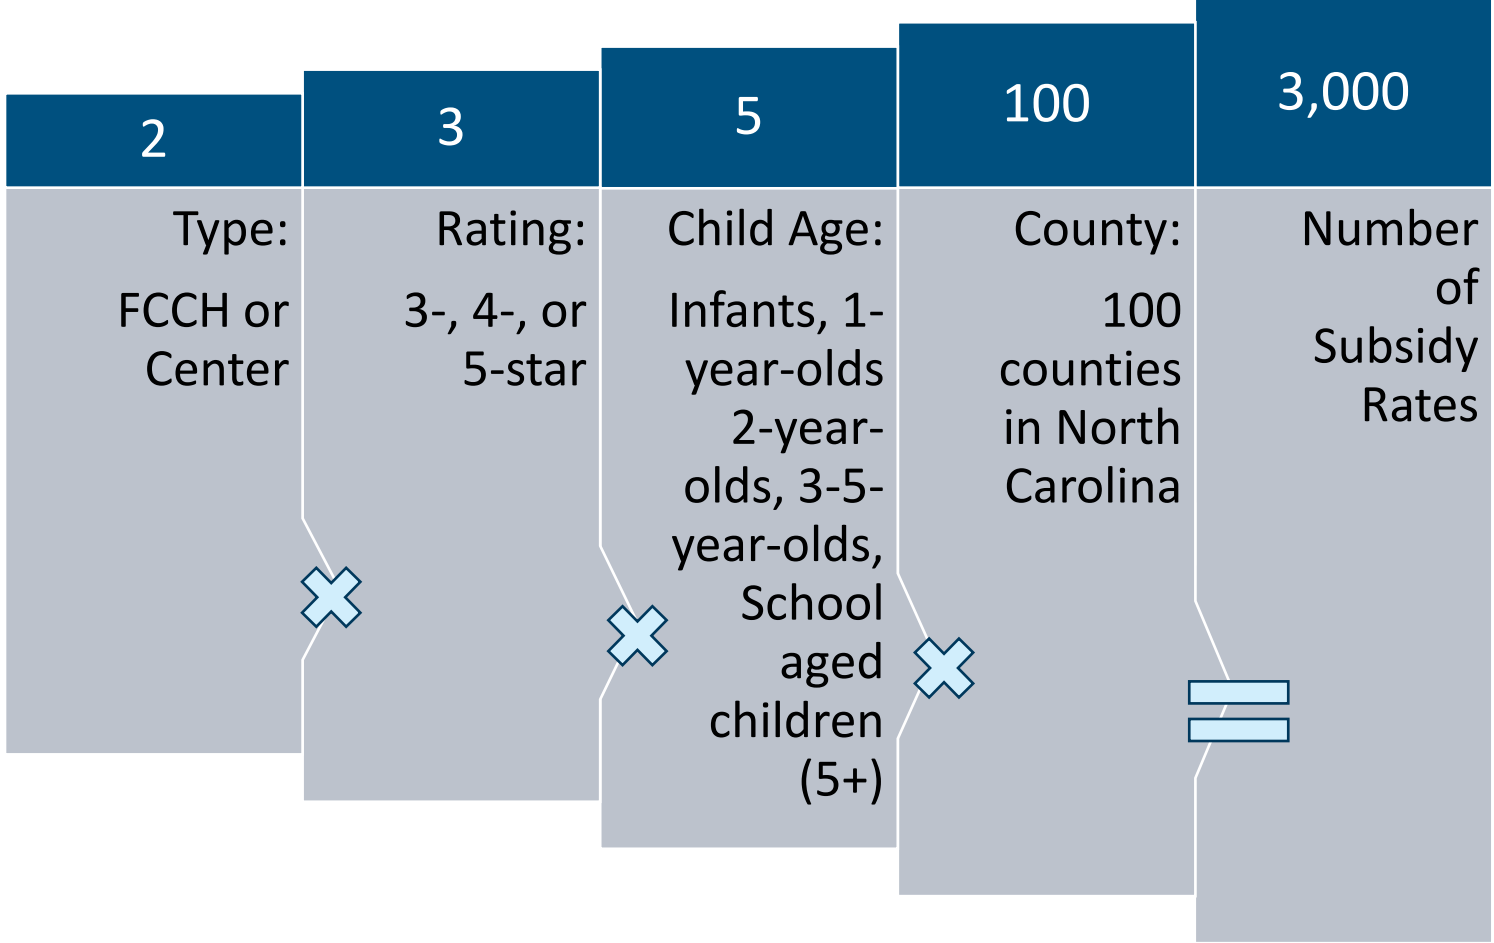 2
Type:
FCCH or
Center
3
Rating:
3-, 4-, or
5-star
5
Child Age:
Infants, 1-
year-olds
2-year-
olds, 3-5-
year-olds,
School
aged
children
(5+)
100
County:
100
counties
in North
Carolina
3,000
Number
of
Subsidy
Rates